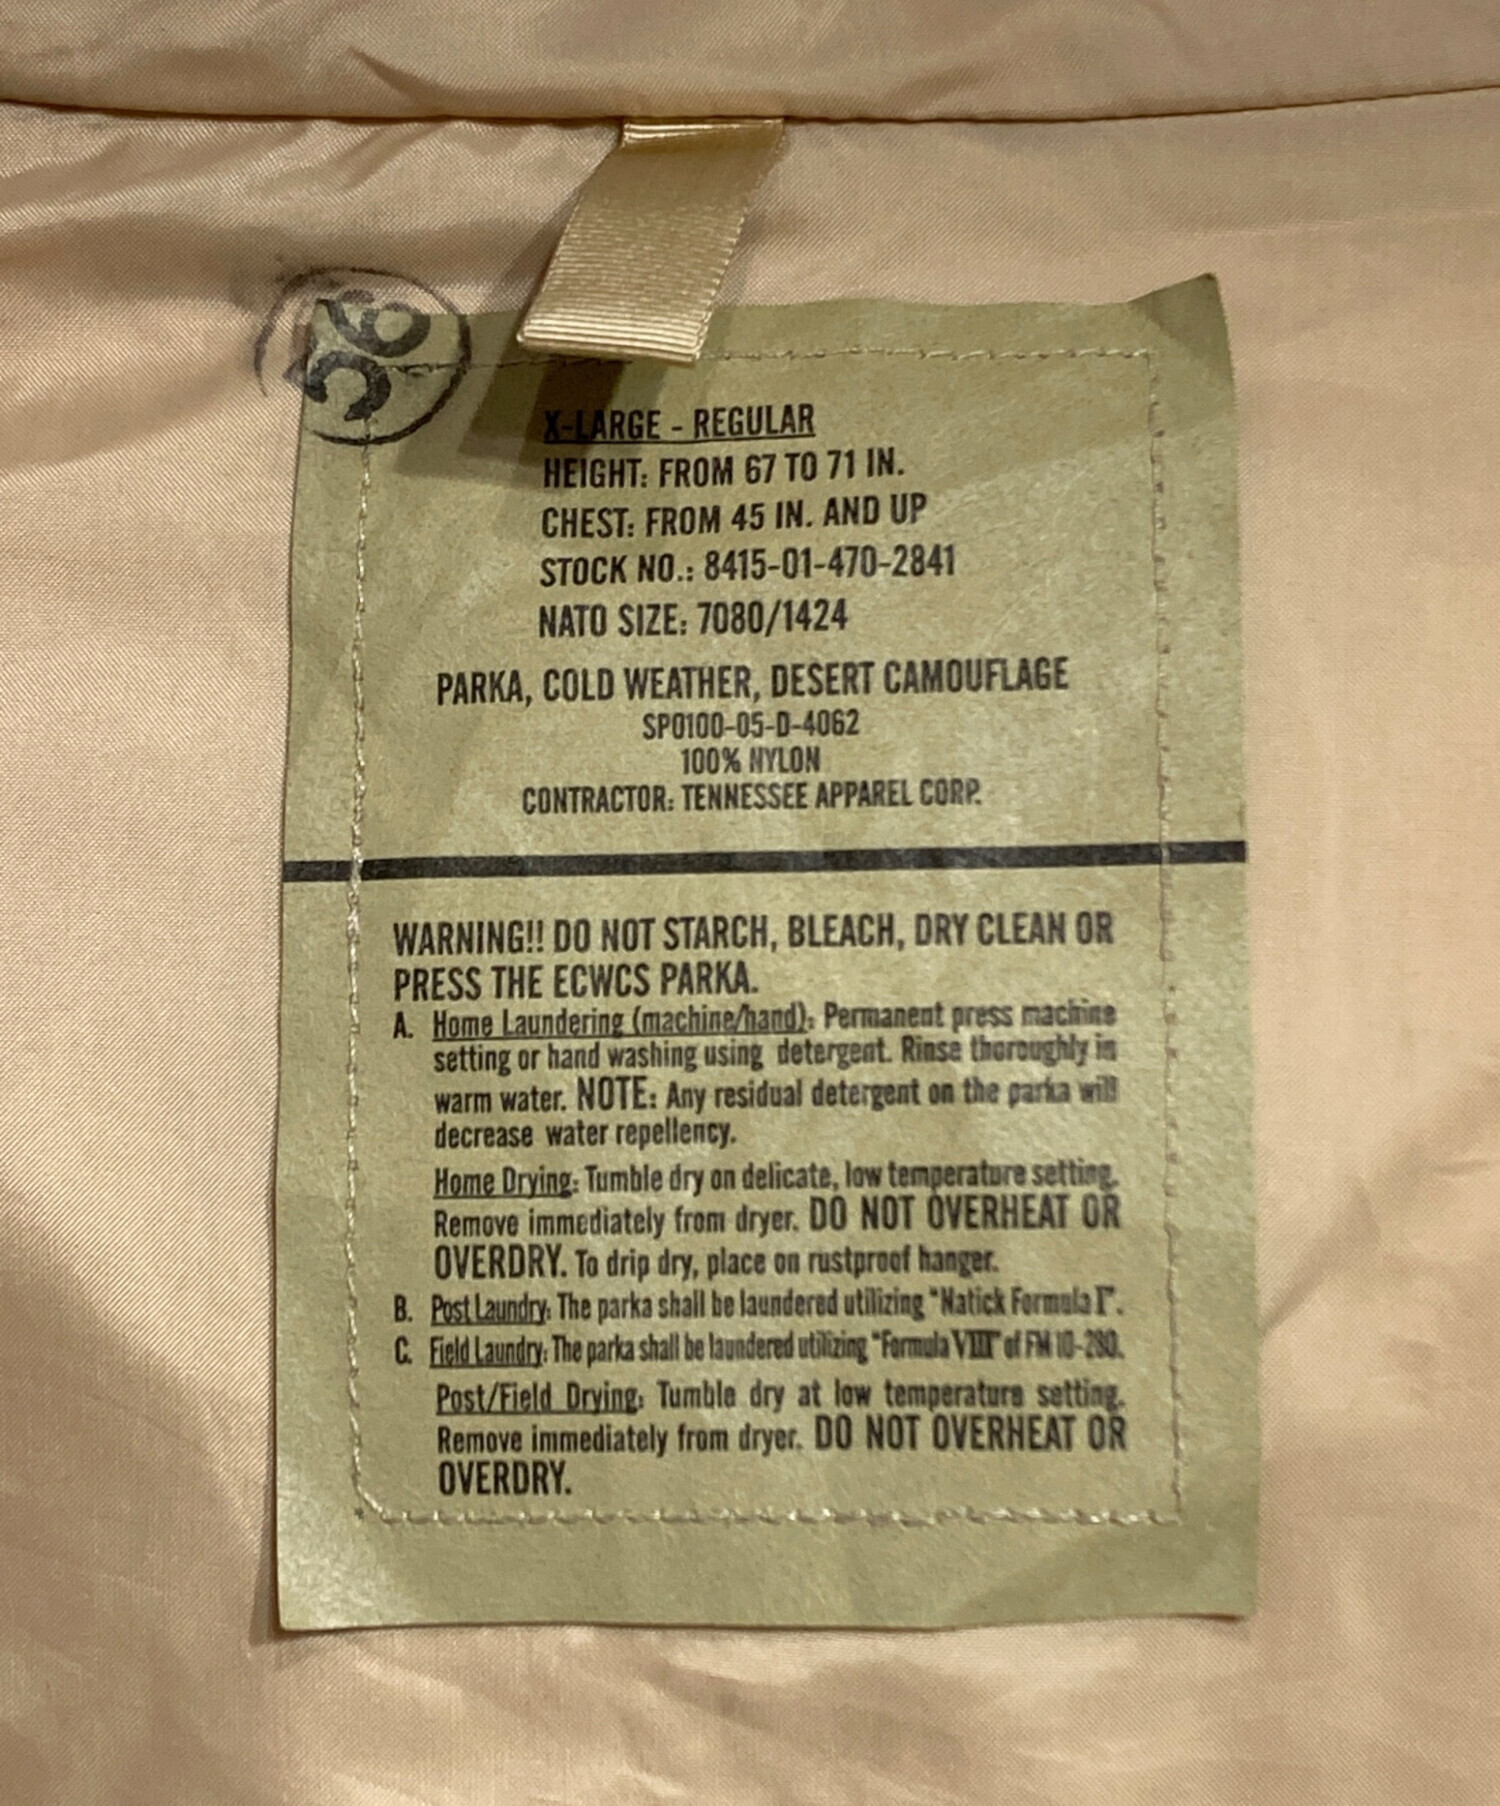 X-LARGE - REGULAR
HEIGHT: FROM 67 TO 71 IN.
CHEST: FROM 45 IN. AND UP
STOCK NO.: 8415-01-470-2841
NATO SIZE: 7080/1424
PARKA, COLD WEATHER, DESERT CAMOUFLAGE
SP0100-05-D-4062
100% NYLON
CONTRACTOR: TENNESSEE APPAREL CORP.
WARNING!! DO NOT STARCH, BLEACH, DRY CLEAN OR
PRESS THE ECWCS PARKA.
A. Home Laundering (machine/hand): Permanent press machine
setting or hand washing using detergent. Rinse thoroughly in
warm water. NOTE: Any residual detergent on the parka will
decrease water repellency.
Home Drying: Tumble dry on delicate, low temperature setting.
Remove immediately from dryer. DO NOT OVERHEAT OR
OVERDRY. To drip dry, place on rustproof hanger.
B. Post Laundry: The parka shall be laundered utilizing "Natick Formula I".
C. Field Laundry: The parka shall be laundered utilizing "Formula VIII" of FM 10-280.
Post/Field Drying: Tumble dry at low temperature setting.
Remove immediately from dryer. DO NOT OVERHEAT OR
OVERDRY.